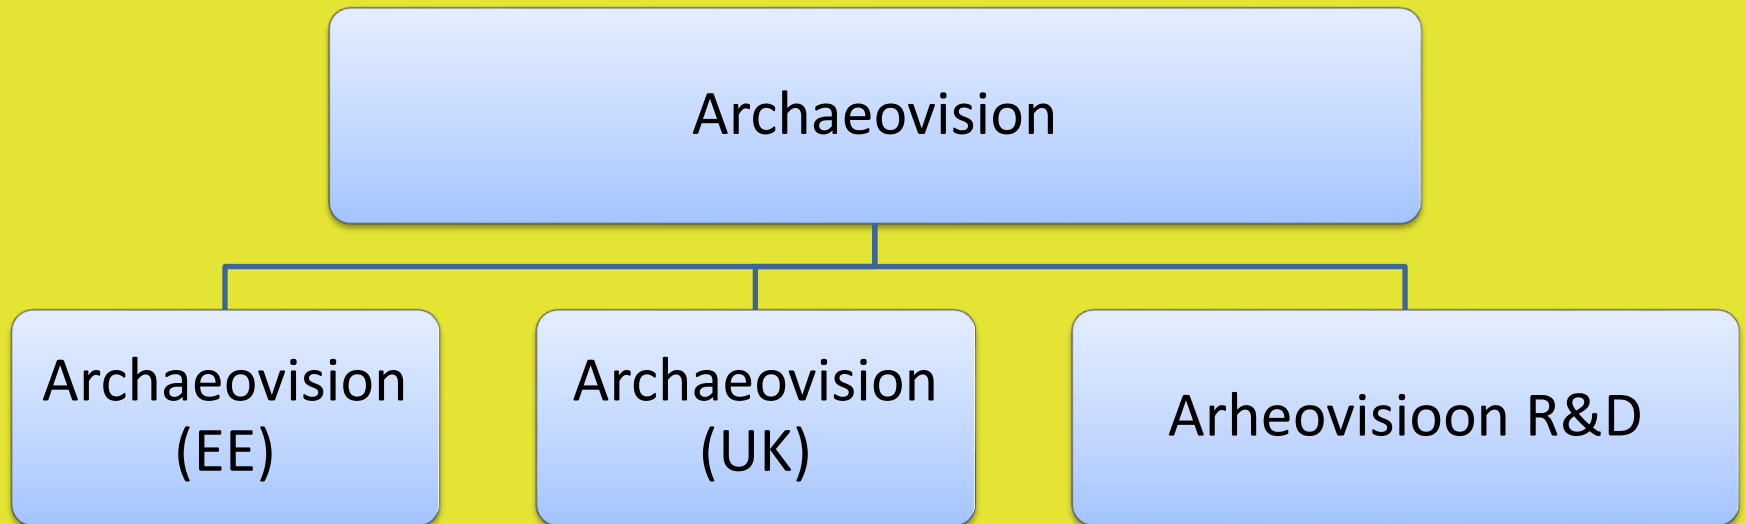 Archaeovision
Archaeovision
(EE)
Archaeovision
(UK)
Arheovisioon R&D